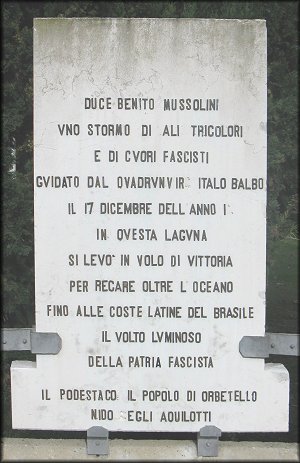 DUCE BENITO MUSSOLINI
VNO STORMO DI ALI TRICOLORI
E DI CVORI FASCISTI
GVIDATO DAL QVADRVNVIR ITALO BALBO
IL 17 DICEMBRE DELL ANNO I
IN QVESTA LAGVNA
SI LEVO' IN VOLO DI VITTORIA
PER RECARE OLTRE L'OCEANO
FINO ALLE COSTE LATINE DEL BRASILE
IL VOLTO LVMINOSO
DELLA PATRIA FASCISTA
IL PODESTA CO IL POPOLO DI ORBETELLO
NIDO EGLI AQUILOTTI